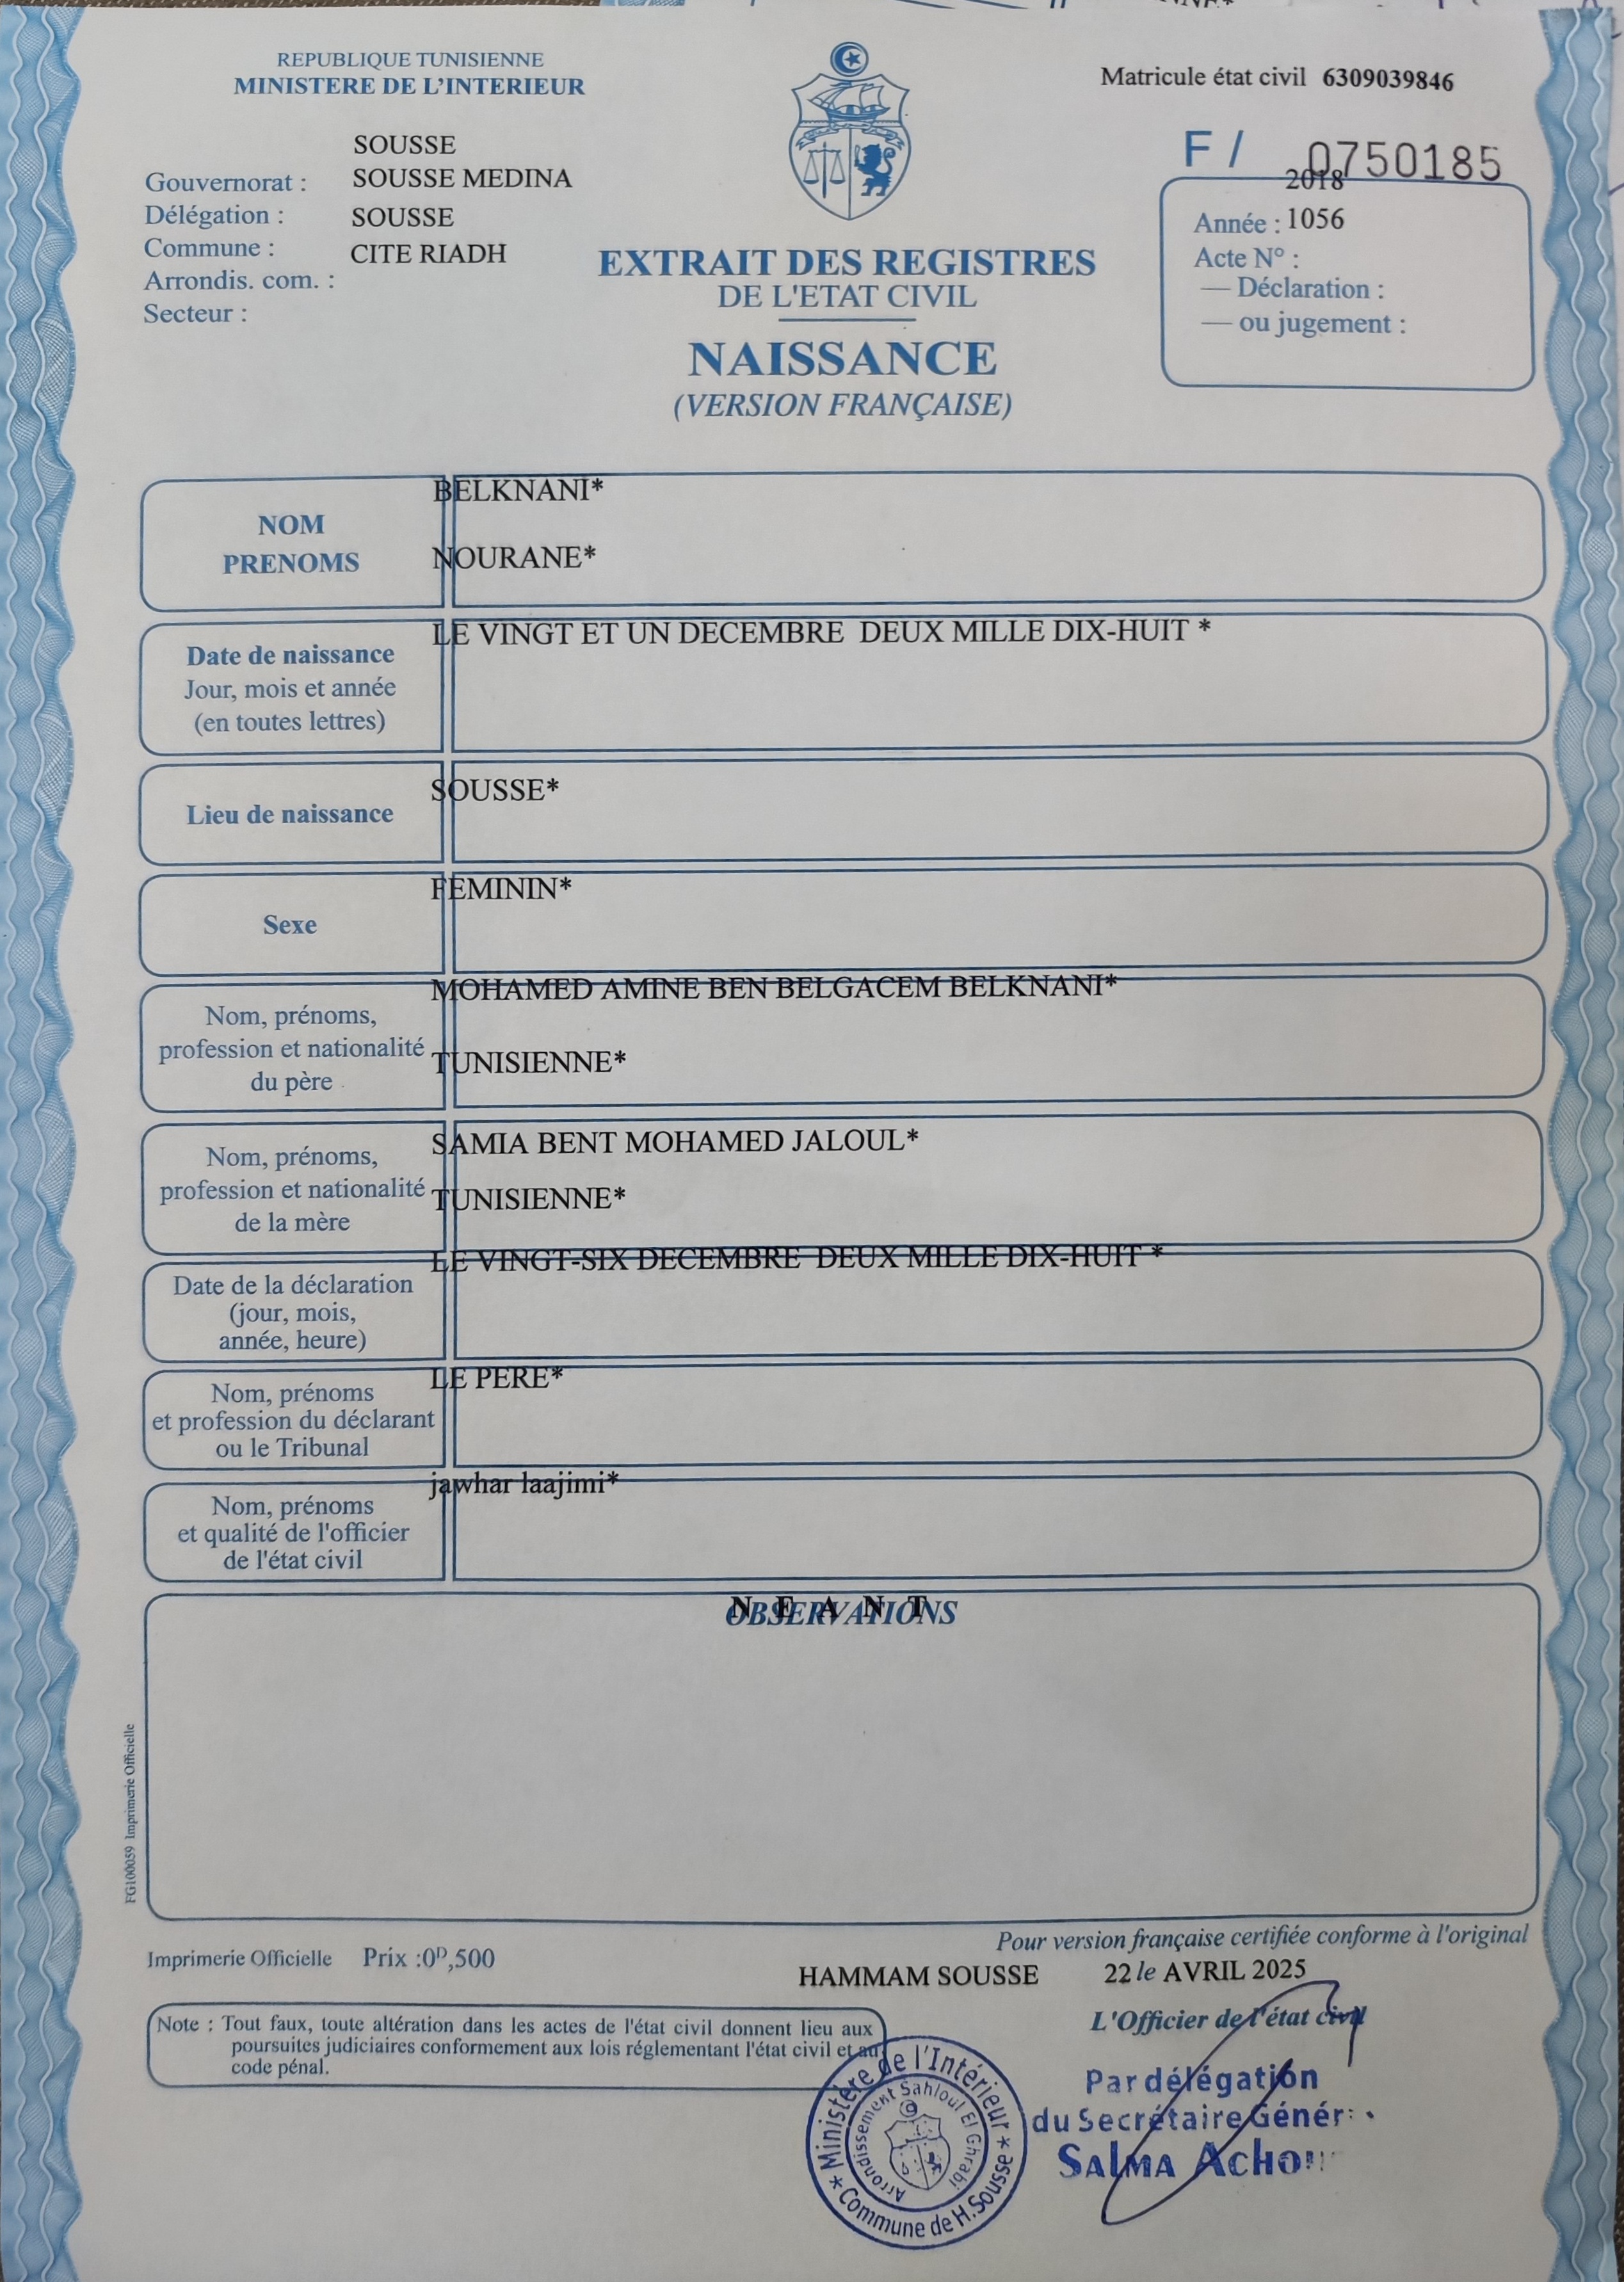 REPUBLIQUE TUNISIENNE
MINISTERE DE L'INTERIEUR
Matricule état civil 6309039846
F / 0750185
SOUSSE
Gouvernorat : SOUSSE MEDINA
Délégation : SOUSSE
Commune : CITE RIADH
Arrondis. com. :
Secteur :
2018
Année : 1056
Acte N° :
— Déclaration :
— ou jugement :
EXTRAIT DES REGISTRES
DE L'ETAT CIVIL
NAISSANCE
(VERSION FRANÇAISE)
NOM
PRENOMS
BELKNANI*
NOURANE*
Date de naissance
Jour, mois et année
(en toutes lettres)
LE VINGT ET UN DECEMBRE DEUX MILLE DIX-HUIT *
Lieu de naissance
SOUSSE*
Sexe
FEMININ*
Nom, prénoms,
profession et nationalité
du père
MOHAMED AMINE BEN BELGACEM BELKNANI*
TUNISIENNE*
Nom, prénoms,
profession et nationalité
de la mère
SAMIA BENT MOHAMED JALOUL*
TUNISIENNE*
Date de la déclaration
(jour, mois,
année, heure)
LE VINGT-SIX DECEMBRE DEUX MILLE DIX-HUIT *
Nom, prénoms
et profession du déclarant
ou le Tribunal
LE PERE*
Nom, prénoms
et qualité de l'officier
de l'état civil
jawhar laajimi*
OBSERVATIONS
N E A N T
FG100059 Imprimerie Officielle
Pour version française certifiée conforme à l'original
Imprimerie Officielle Prix :0D,500
HAMMAM SOUSSE 22 le AVRIL 2025
L'Officier de l'état civil
Note : Tout faux, toute altération dans les actes de l'état civil donnent lieu aux
poursuites judiciaires conformement aux lois réglementant l'état civil et au
code pénal.
* Ministère de l'Intérieur *
Commune de H. Sousse
Arrondissement Sahloul El Ghrabi
Par délégation
du Secrétaire
Salma